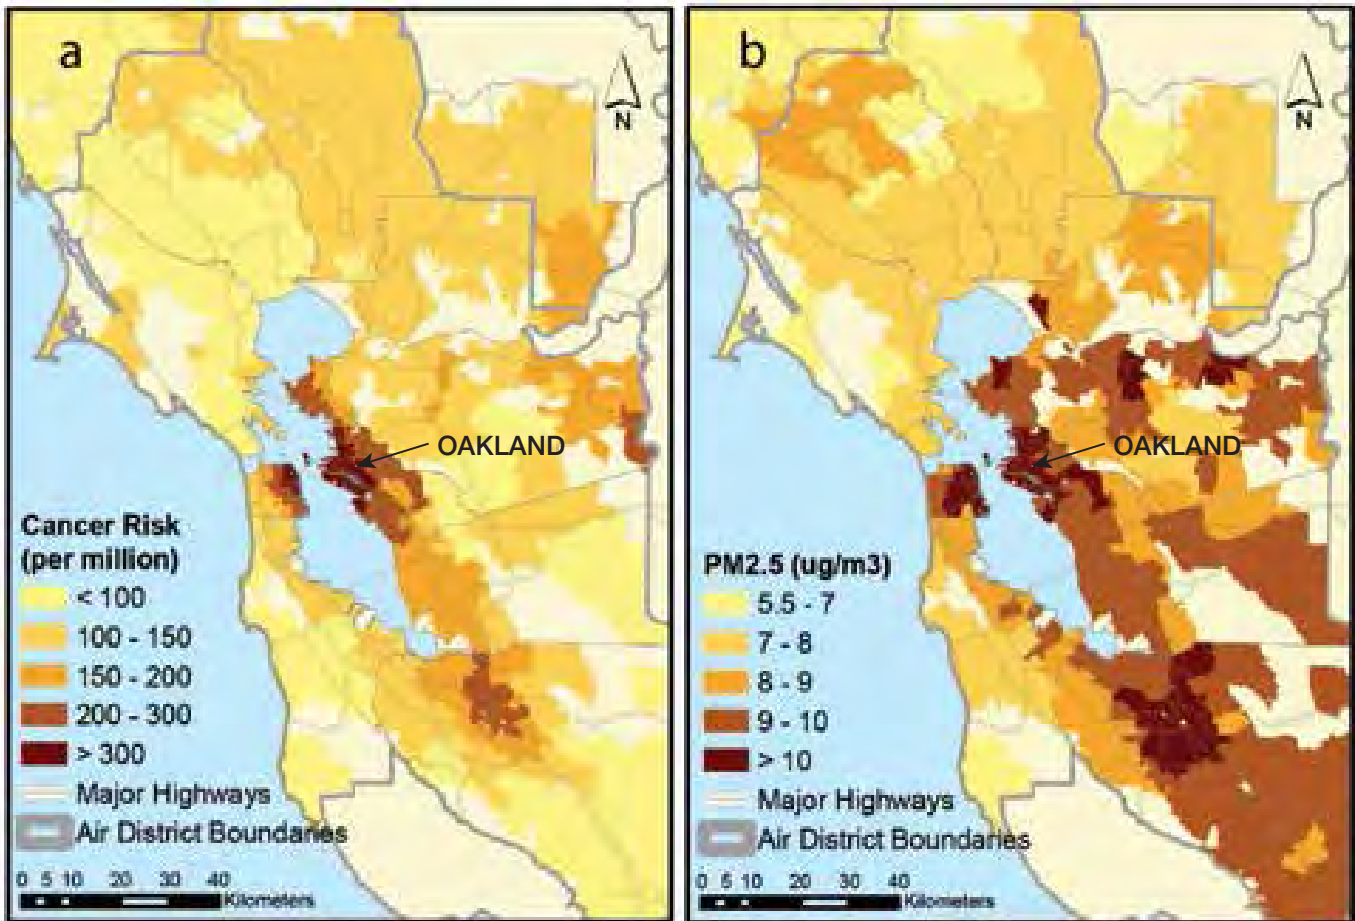 a
N
OAKLAND
Cancer Risk
(per million)
< 100
100 - 150
150 - 200
200 - 300
> 300
Major Highways
Air District Boundaries
0 5 10 20 30 40
Kilometers
b
N
OAKLAND
PM2.5 (ug/m3)
5.5 - 7
7 - 8
8 - 9
9 - 10
> 10
Major Highways
Air District Boundaries
0 5 10 20 30 40
Kilometers